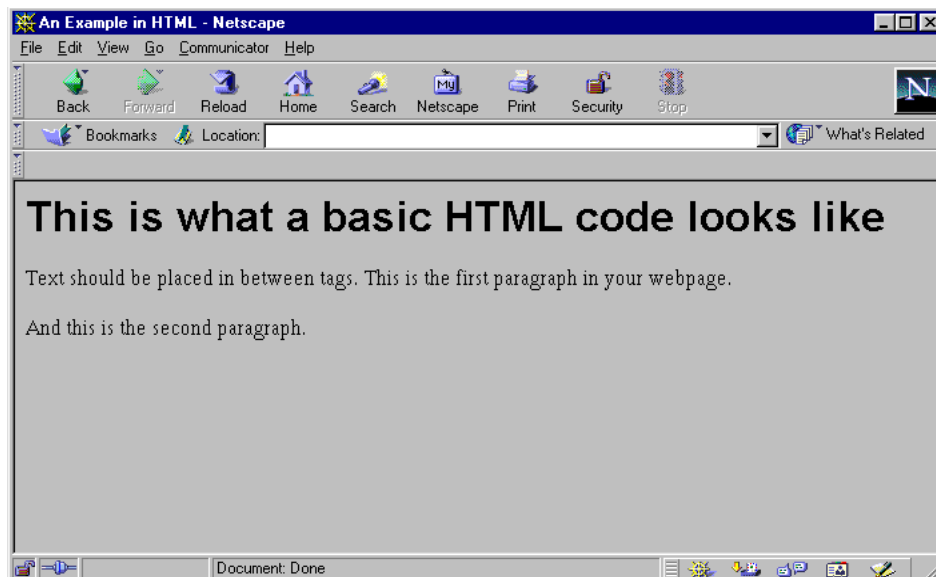 An Example in HTML - Netscape
File Edit View Go Communicator Help
Back Forward Reload Home Search Netscape Print Security Stop
My
N
Bookmarks Location: What's Related
This is what a basic HTML code looks like
Text should be placed in between tags. This is the first paragraph in your webpage.
And this is the second paragraph.
Document: Done